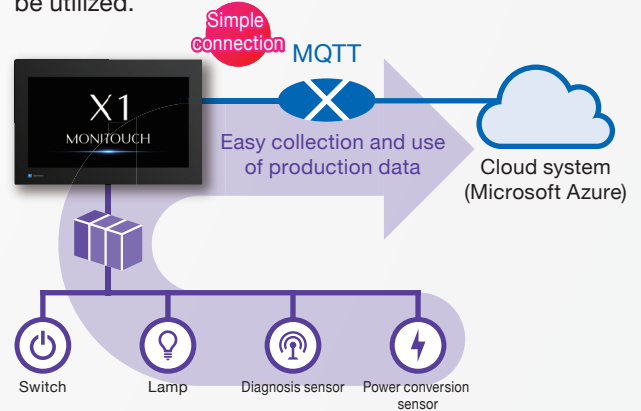 be utilized.
Simple
connection
MQTT
X1
MONITOUCH
Easy collection and use
of production data
Cloud system
(Microsoft Azure)
Switch
Lamp
Diagnosis sensor
Power conversion
sensor